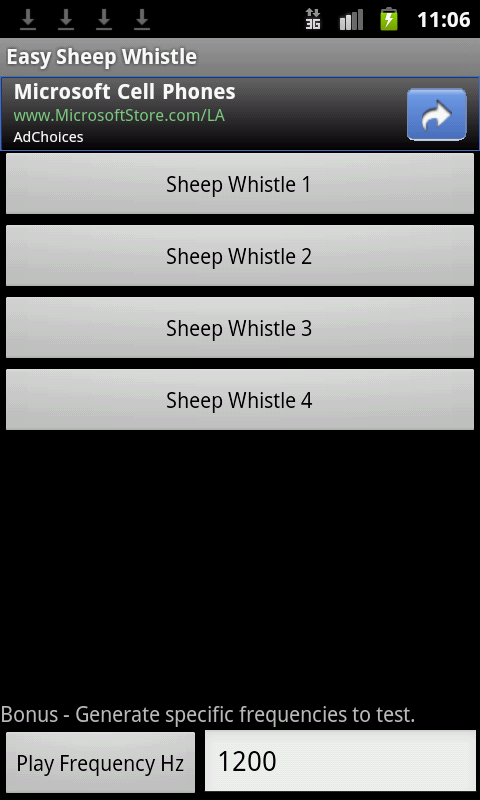 3G 11:06
Easy Sheep Whistle
Microsoft Cell Phones
www.MicrosoftStore.com/LA
AdChoices
Sheep Whistle 1
Sheep Whistle 2
Sheep Whistle 3
Sheep Whistle 4
Bonus - Generate specific frequencies to test.
Play Frequency Hz 1200